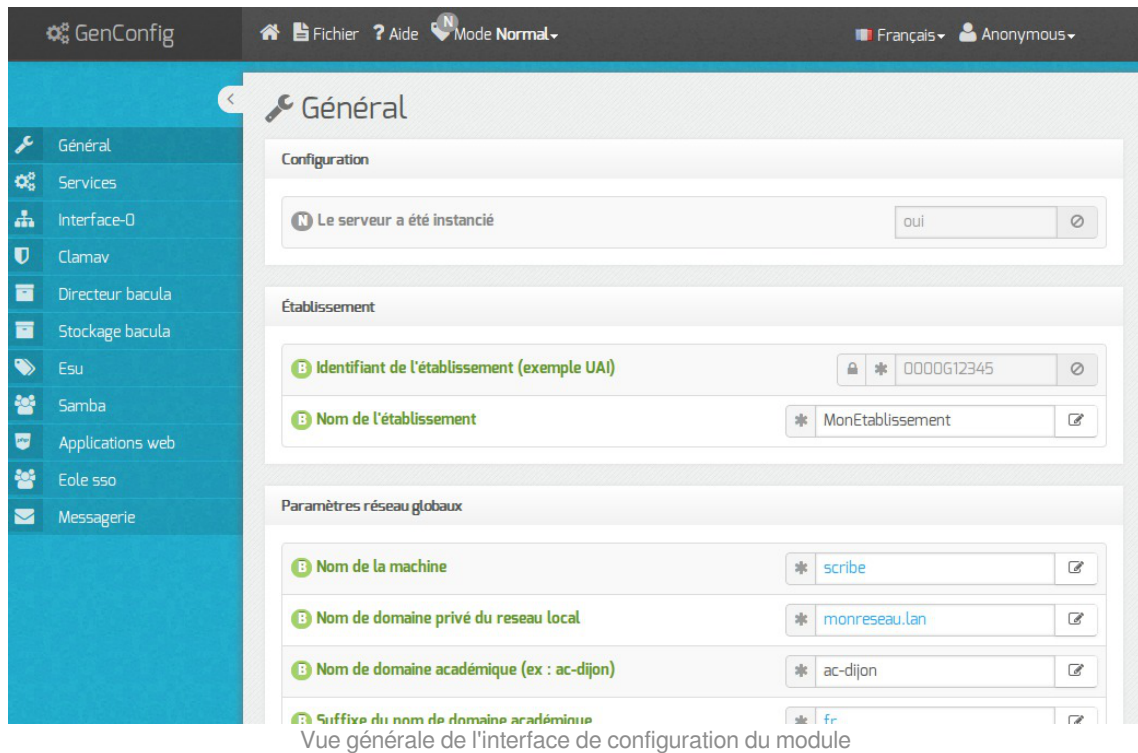 GenConfig
Fichier ? Aide N Mode Normal
Français Anonymous
Général
Général
Configuration
Services
Interface-0
N Le serveur a été instancié oui
Clamav
Directeur bacula
Établissement
Stockage bacula
Esu
B Identifiant de l'établissement (exemple UAI) 0000G12345
Samba
B Nom de l'établissement MonEtablissement
Applications web
Eole sso
Messagerie
Paramètres réseau globaux
B Nom de la machine scribe
B Nom de domaine privé du reseau local monreseau.lan
B Nom de domaine académique (ex : ac-dijon) ac-dijon
B Suffixe du nom de domaine académique fr
Vue générale de l'interface de configuration du module